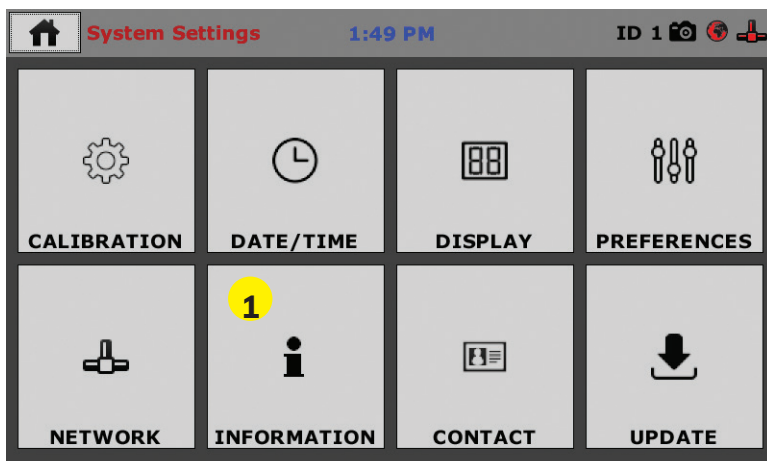 System Settings 1:49 PM ID 1
CALIBRATION DATE/TIME DISPLAY PREFERENCES
1
NETWORK INFORMATION CONTACT UPDATE